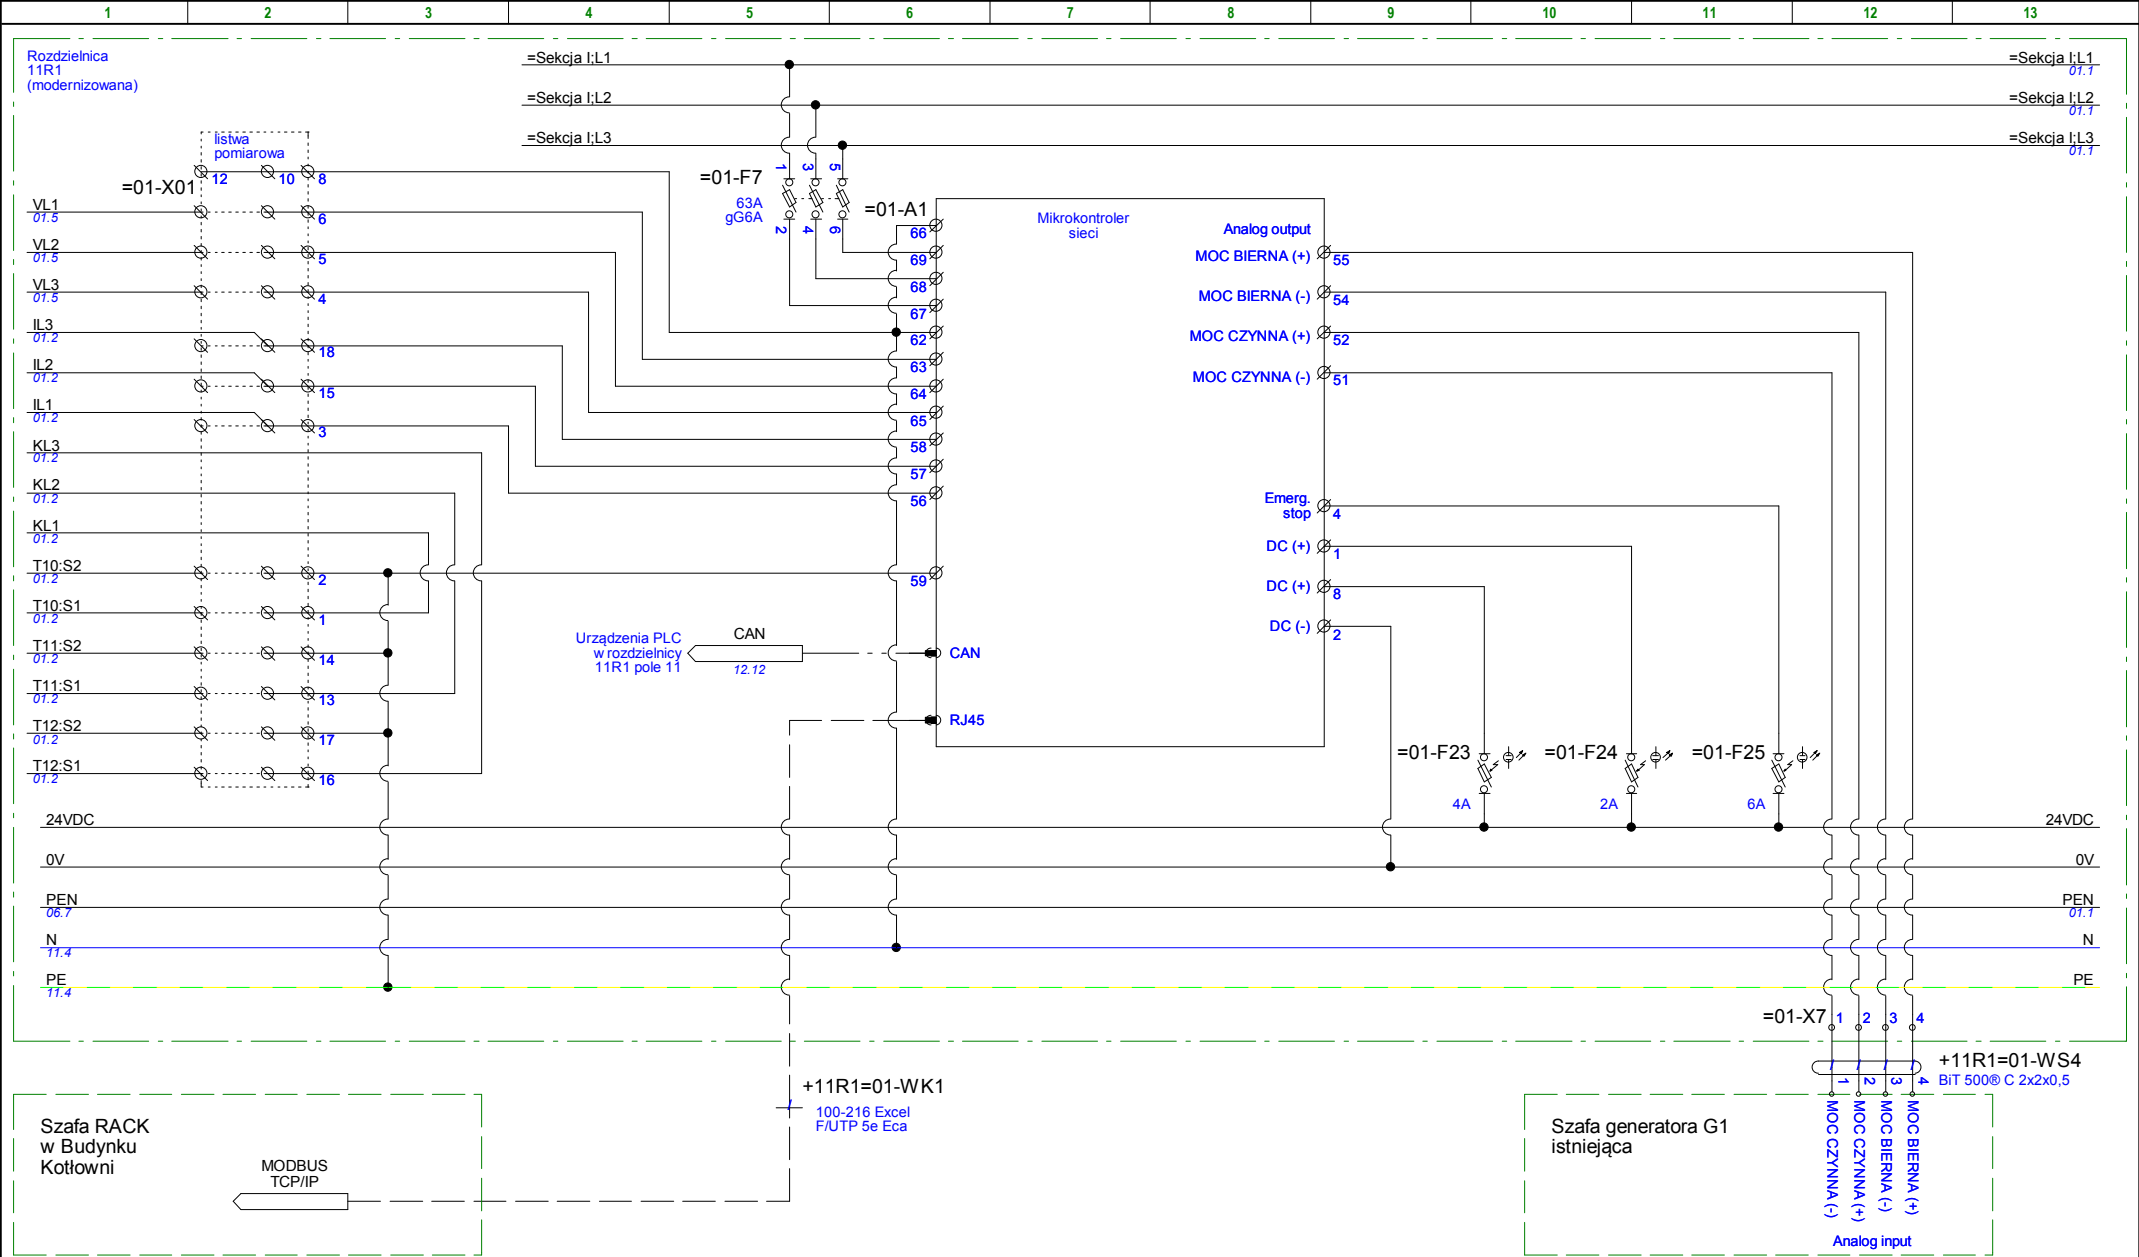 1 2 3 4 5 6 7 8 9 10 11 12 13
Rozdzielnica
11R1
(modernizowana)
=Sekcja I;L1
=Sekcja I;L1
01.1
=Sekcja I;L2
=Sekcja I;L2
01.1
=Sekcja I;L3
=Sekcja I;L3
01.1
listwa
pomiarowa
=01-X01
12 10 8
VL1
01.5
6
VL2
01.5
5
VL3
01.5
4
IL3
01.2
18
IL2
01.2
15
IL1
01.2
3
KL3
01.2
KL2
01.2
KL1
01.2
T10:S2
01.2
2
T10:S1
01.2
1
T11:S2
01.2
14
T11:S1
01.2
13
T12:S2
01.2
17
T12:S1
01.2
16
=01-F7
63A
gG6A
1 3 5
2 4 6
=01-A1
66
69
68
67
62
63
64
65
58
57
56
59
Mikrokontroler
sieci
Analog output
MOC BIERNA (+) 55
MOC BIERNA (-) 54
MOC CZYNNA (+) 52
MOC CZYNNA (-) 51
Emerg.
stop 4
DC (+) 1
DC (+) 8
DC (-) 2
Urządzenia PLC
w rozdzielnicy
11R1 pole 11
CAN
12.12
CAN
RJ45
=01-F23
4A
=01-F24
2A
=01-F25
6A
24VDC
24VDC
0V
0V
PEN
06.7
PEN
01.1
N
11.4
N
PE
11.4
PE
=01-X7 1 2 3 4
+11R1=01-WS4
BiT 500® C 2x2x0,5
1 2 3 4
+11R1=01-WK1
100-216 Excel
F/UTP 5e Eca
Szafa RACK
w Budynku
Kotłowni
MODBUS
TCP/IP
Szafa generatora G1
istniejąca
MOC CZYNNA (-)
MOC CZYNNA (+)
MOC BIERNA (-)
MOC BIERNA (+)
Analog input